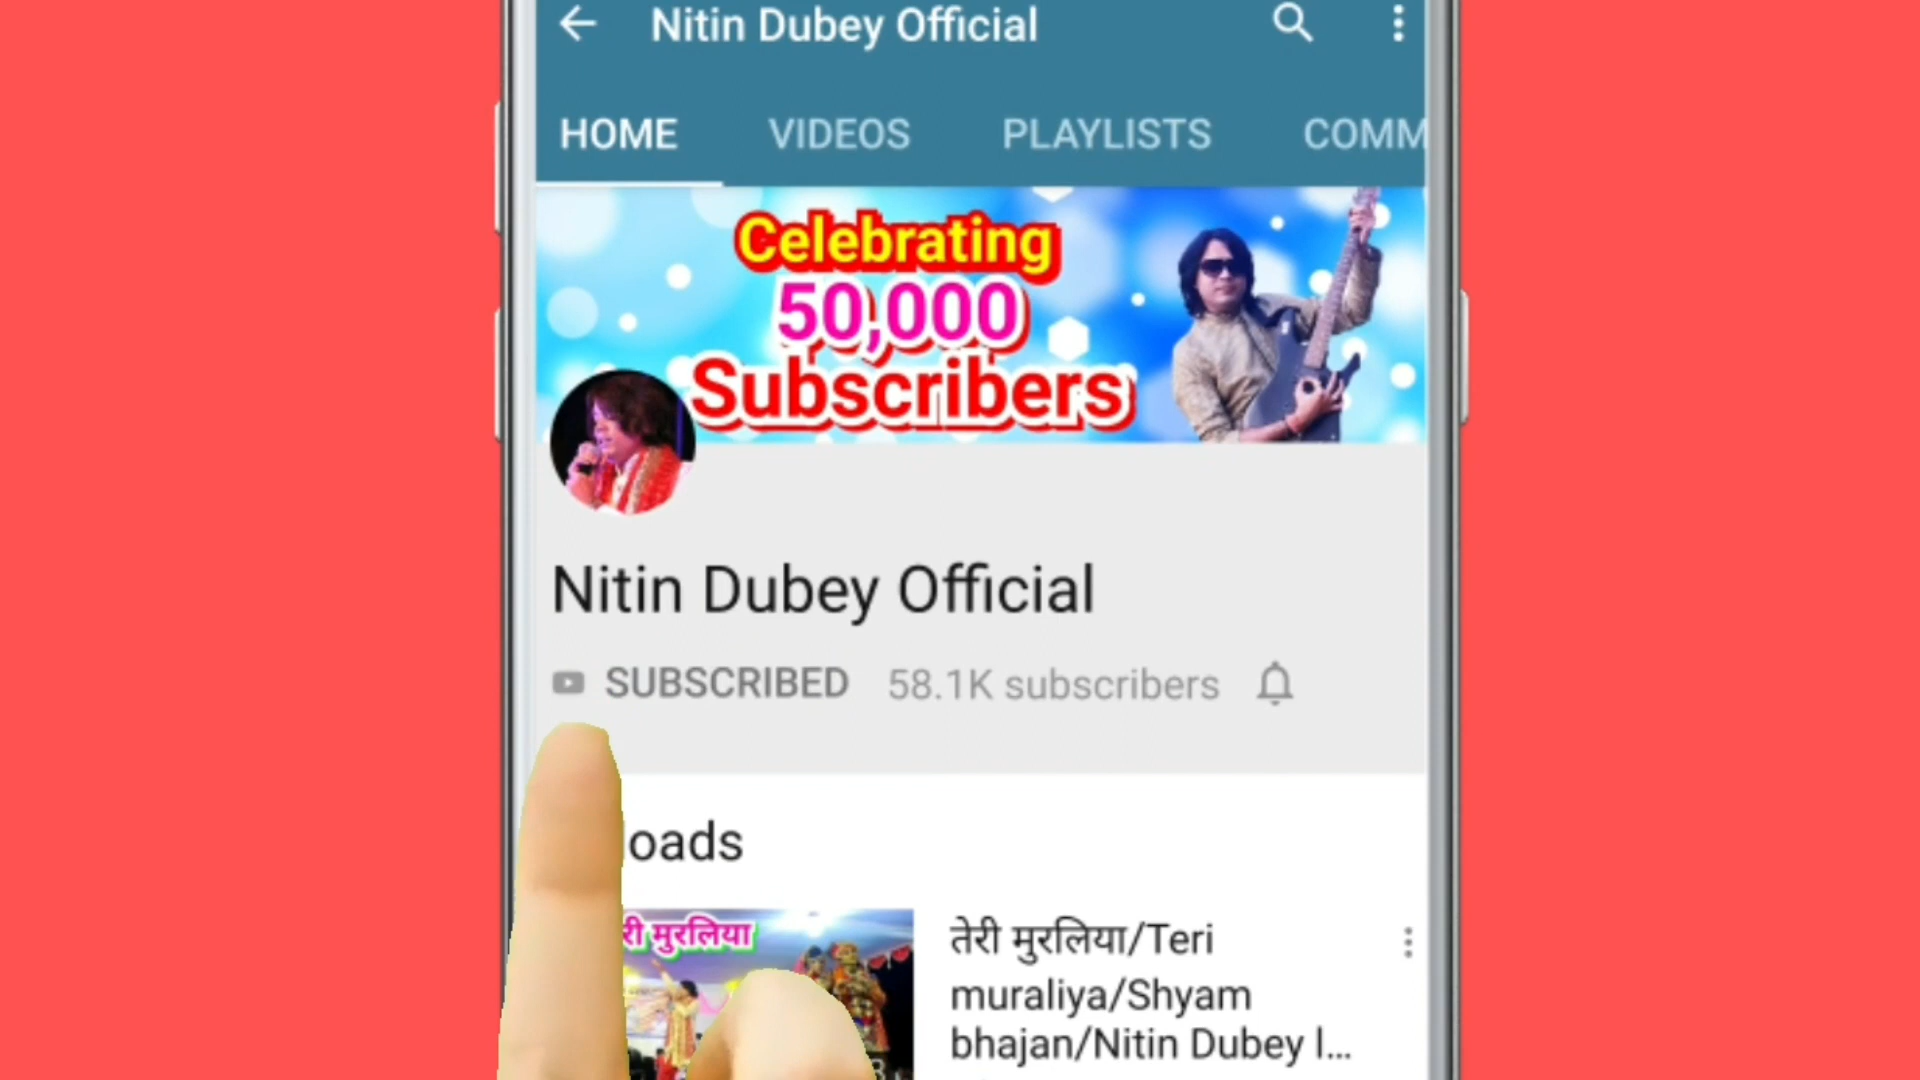 Nitin Dubey Official
HOME VIDEOS PLAYLISTS COMM
Celebrating
50,000
Subscribers
Nitin Dubey Official
SUBSCRIBED 58.1K subscribers
oads
री मुरलिया
तेरी मुरलिया/Teri
muraliya/Shyam
bhajan/Nitin Dubey l...